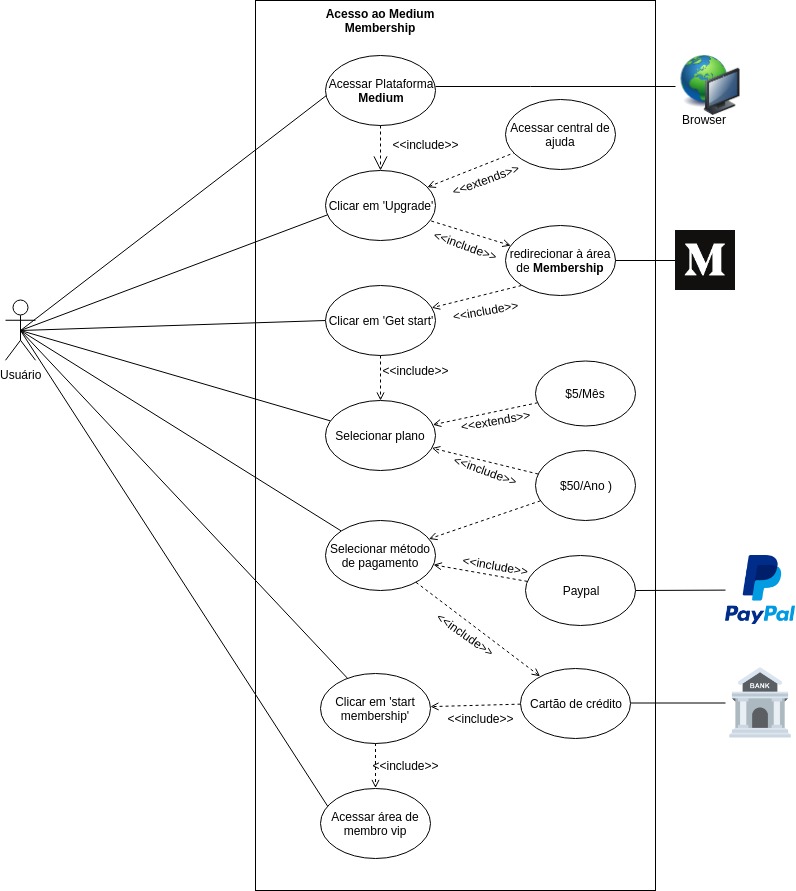 Acesso ao Medium
Membership
Acessar Plataforma
Medium
Browser
<<include>>
Acessar central de
ajuda
<<extends>>
Clicar em 'Upgrade'
<<include>>
redirecionar à área
de Membership
M
<<include>>
Clicar em 'Get start'
<<include>>
Usuário
$5/Mês
<<extends>>
Selecionar plano
<<include>>
$50/Ano )
Selecionar método
de pagamento
<<include>>
Paypal
PayPal
<<include>>
Clicar em 'start
membership'
<<include>>
Cartão de crédito
BANK
<<include>>
Acessar área de
membro vip